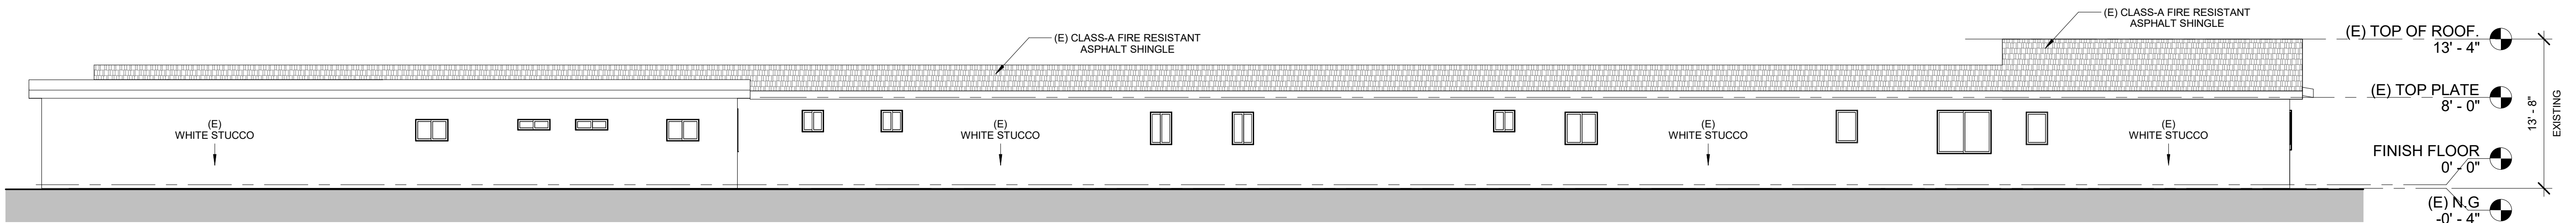 (E) CLASS-A FIRE RESISTANT
ASPHALT SHINGLE
(E) CLASS-A FIRE RESISTANT
ASPHALT SHINGLE
(E) TOP OF ROOF.
13' - 4"
(E) TOP PLATE
8' - 0"
13' - 8"
EXISTING
(E)
WHITE STUCCO
(E)
WHITE STUCCO
(E)
WHITE STUCCO
(E)
WHITE STUCCO
FINISH FLOOR
0' - 0"
(E) N.G
-0' - 4"